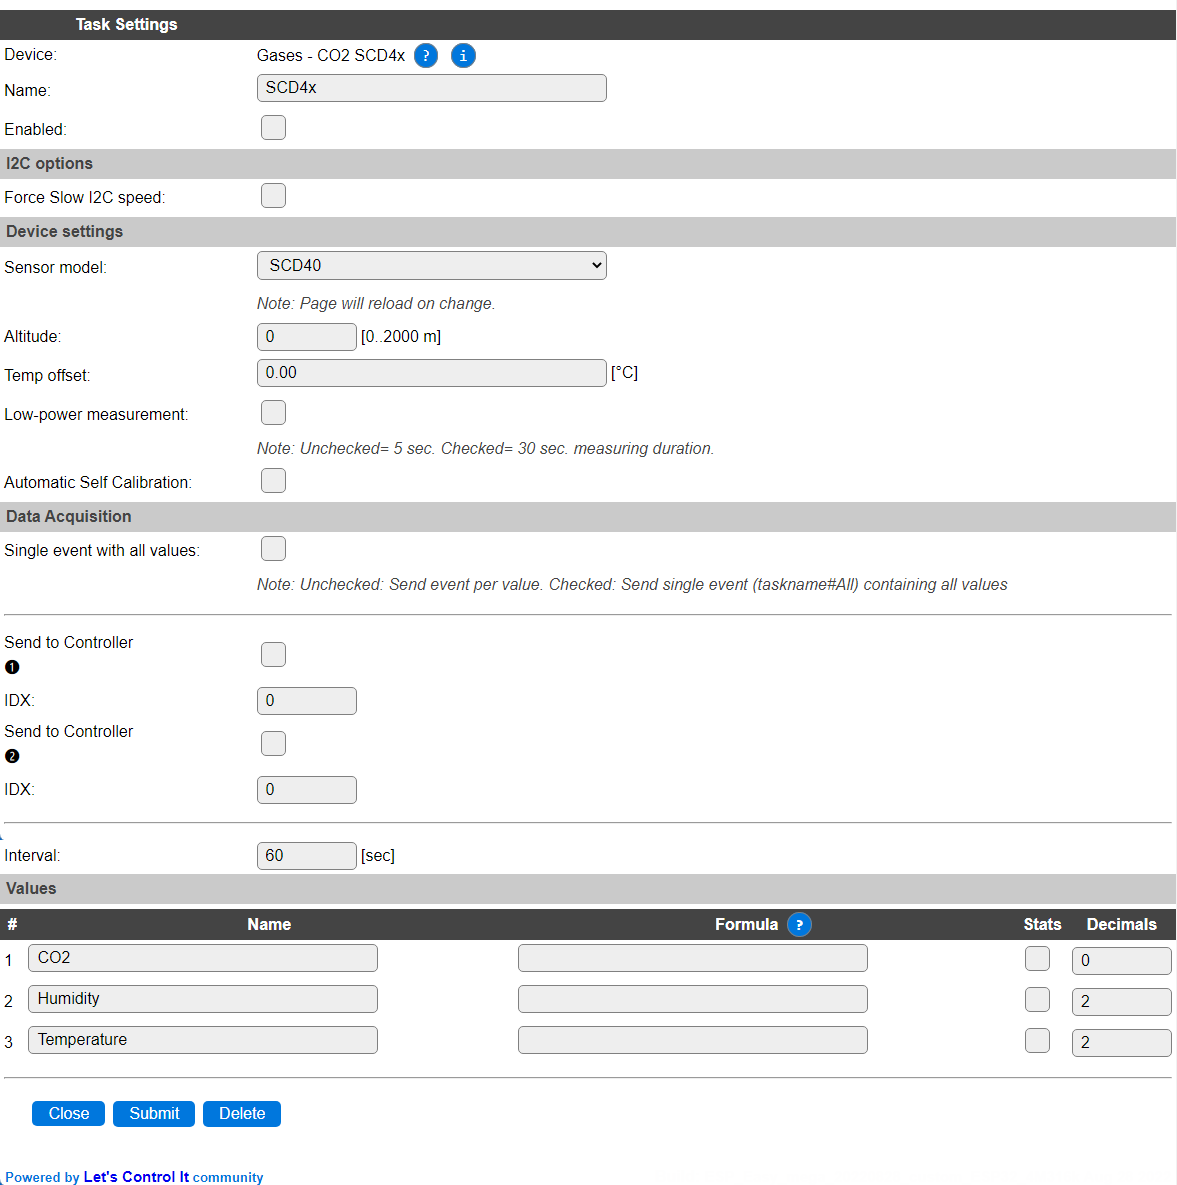 Task Settings
Device: Gases - CO2 SCD4x ? i
Name: SCD4x
Enabled:
I2C options
Force Slow I2C speed:
Device settings
Sensor model: SCD40
Note: Page will reload on change.
Altitude: 0 [0..2000 m]
Temp offset: 0.00 [°C]
Low-power measurement:
Note: Unchecked= 5 sec. Checked= 30 sec. measuring duration.
Automatic Self Calibration:
Data Acquisition
Single event with all values:
Note: Unchecked: Send event per value. Checked: Send single event (taskname#All) containing all values
Send to Controller
❶
IDX: 0
Send to Controller
❷
IDX: 0
Interval: 60 [sec]
Values
# Name Formula ? Stats Decimals
1 CO2 0
2 Humidity 2
3 Temperature 2
Close Submit Delete
Powered by Let's Control It community